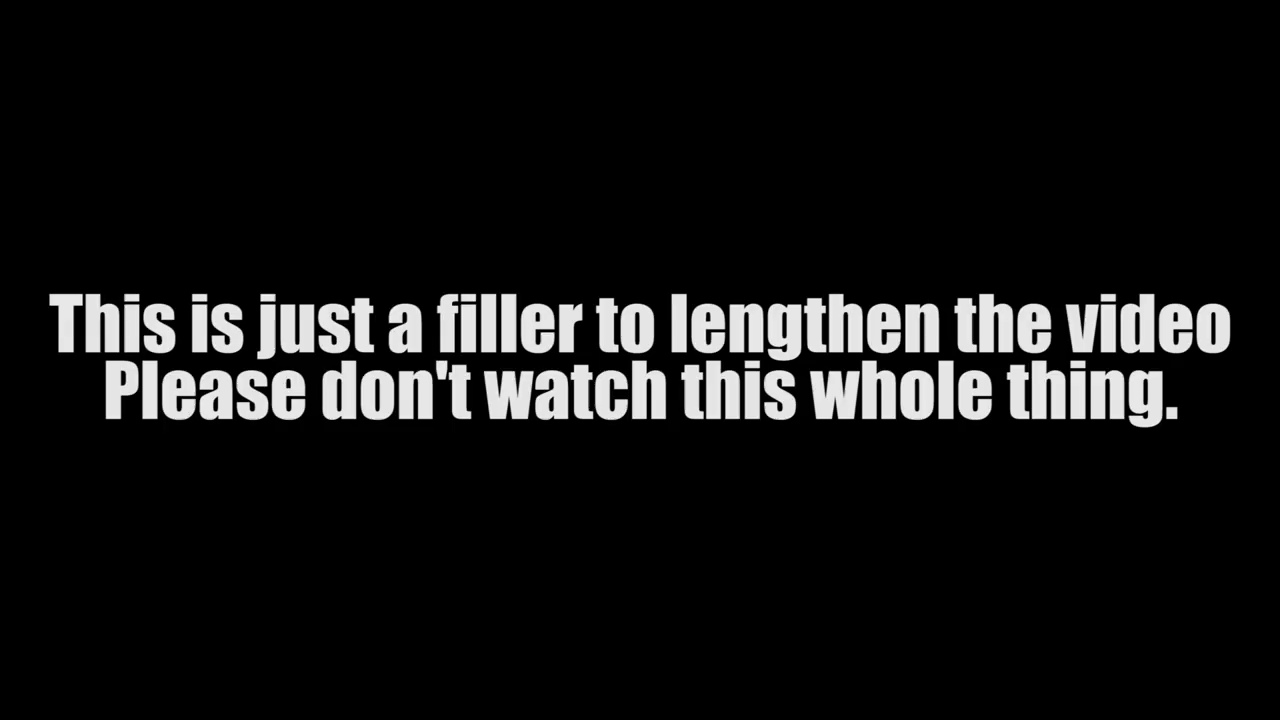 This is just a filler to lengthen the video
Please don't watch this whole thing.